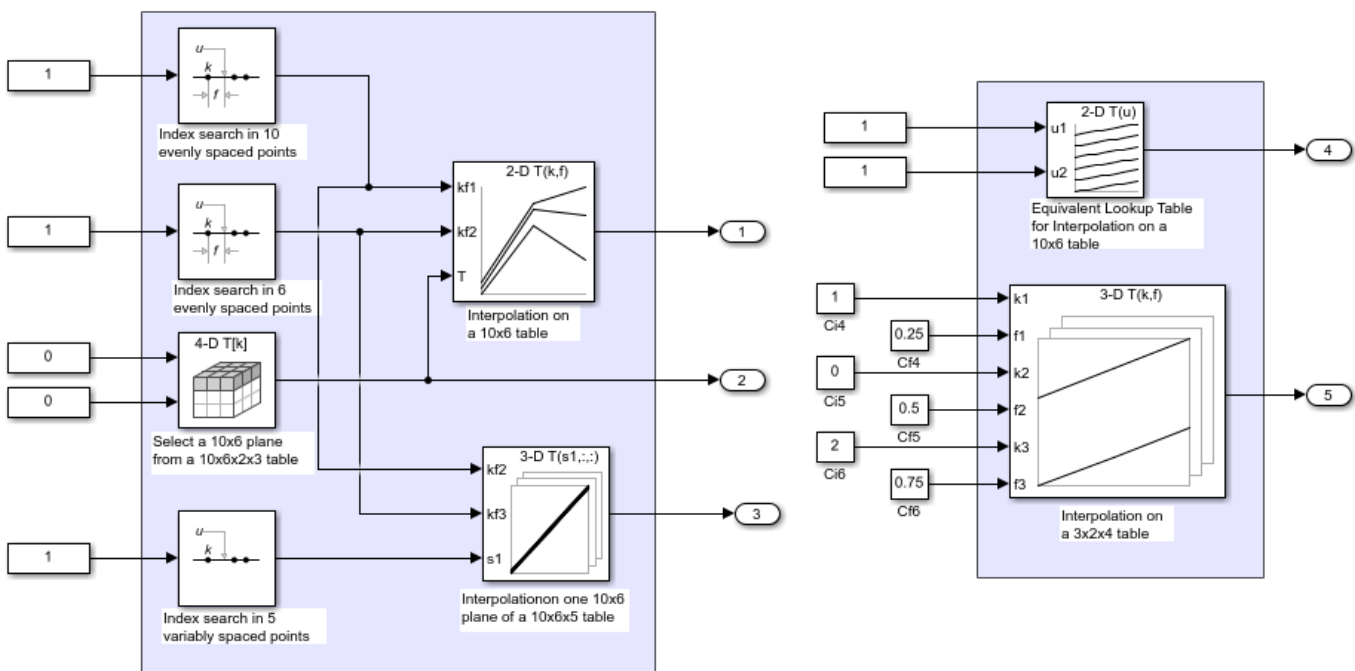 1
u
k
f
Index search in 10
evenly spaced points
1
u
k
f
Index search in 6
evenly spaced points
0
0
4-D T[k]
Select a 10x6 plane
from a 10x6x2x3 table
1
u
k
Index search in 5
variably spaced points
2-D T(k,f)
kf1
kf2
T
Interpolation on
a 10x6 table
1
2
3-D T(s1,:,:)
kf2
kf3
s1
Interpolationon one 10x6
plane of a 10x6x5 table
3
1
1
2-D T(u)
u1
u2
Equivalent Lookup Table
for Interpolation on a
10x6 table
4
1
Ci4
0.25
Cf4
0
Ci5
0.5
Cf5
2
Ci6
0.75
Cf6
3-D T(k,f)
k1
f1
k2
f2
k3
f3
Interpolation on
a 3x2x4 table
5